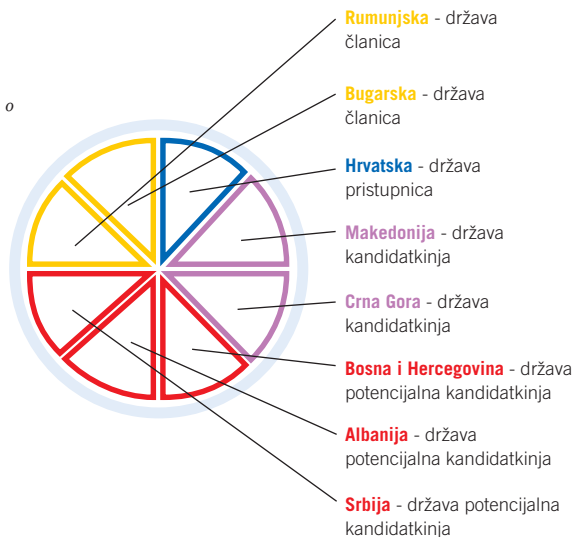 Rumunjska - država
članica
o
Bugarska - država
članica
Hrvatska - država
pristupnica
Makedonija - država
kandidatkinja
Crna Gora - država
kandidatkinja
Bosna i Hercegovina - država
potencijalna kandidatkinja
Albanija - država
potencijalna kandidatkinja
Srbija - država potencijalna
kandidatkinja